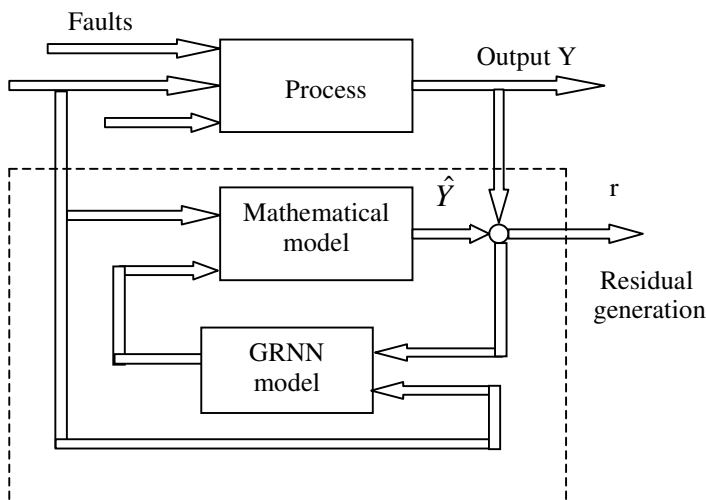 Faults
Output Y
Process
Ŷ
r
Mathematical
model
Residual
generation
GRNN
model